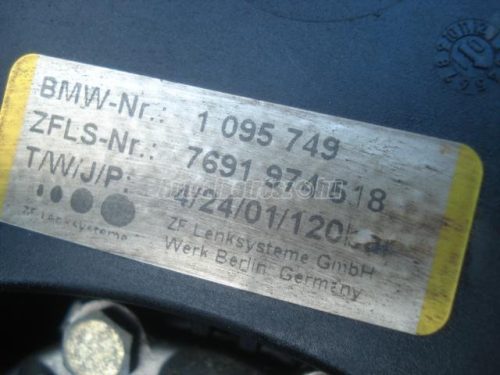 BMW-Nr.: 1 095 749
ZFLS-Nr.: 7691 974 518
T/W/J/P: 4/24/01/120bar
ZF Lenksysteme
ZF Lenksysteme GmbH
Werk Berlin, Germany